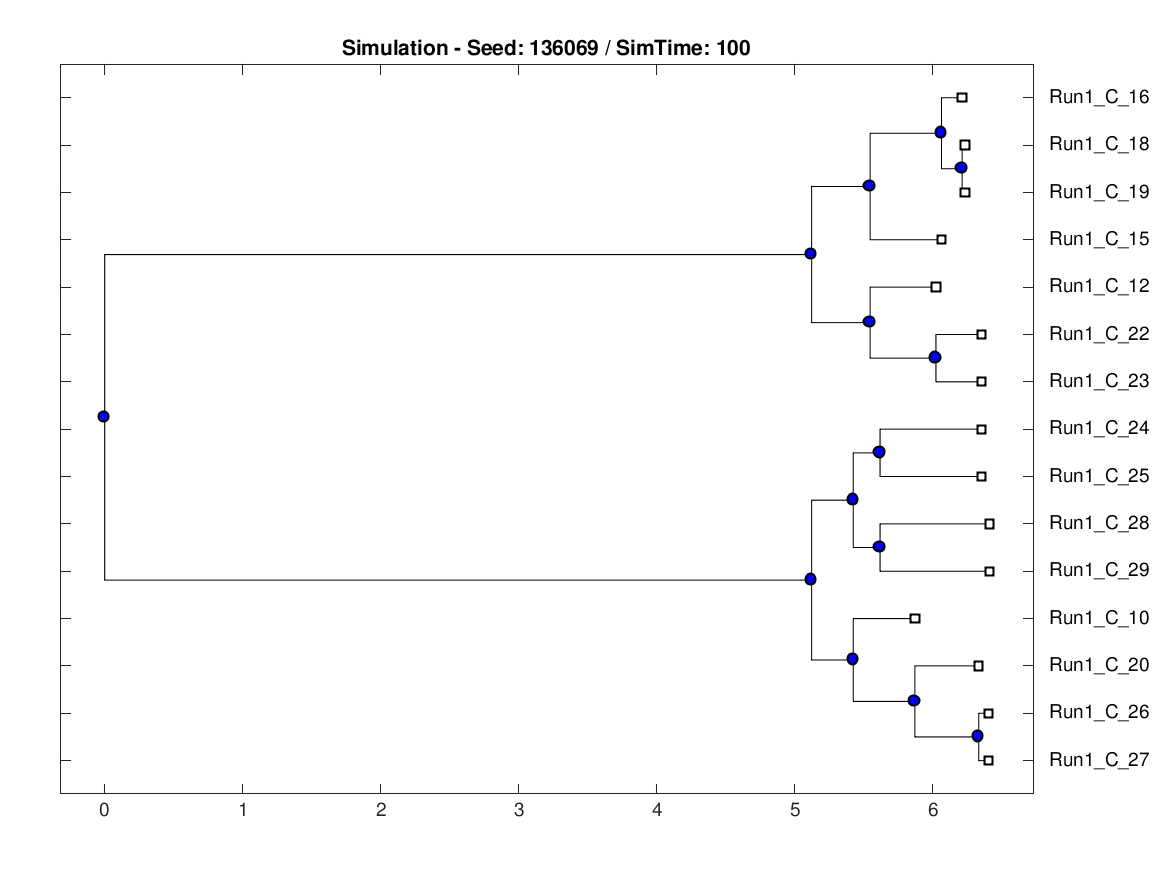 Simulation - Seed: 136069 / SimTime: 100
Run1_C_16
Run1_C_18
Run1_C_19
Run1_C_15
Run1_C_12
Run1_C_22
Run1_C_23
Run1_C_24
Run1_C_25
Run1_C_28
Run1_C_29
Run1_C_10
Run1_C_20
Run1_C_26
Run1_C_27
0 1 2 3 4 5 6